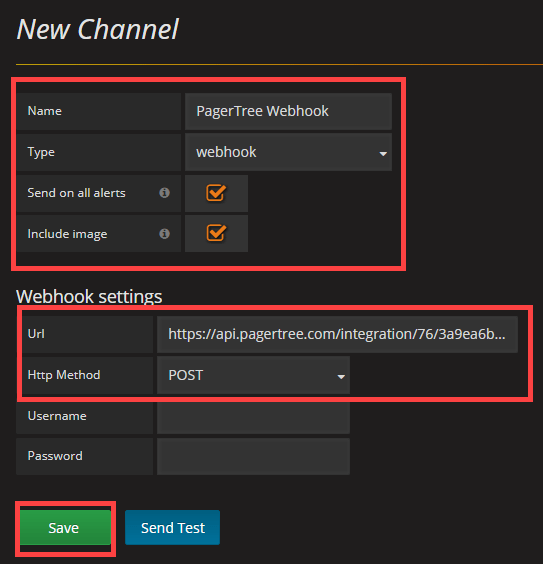 New Channel
Name PagerTree Webhook
Type webhook
Send on all alerts
Include image
Webhook settings
Url https://api.pagertree.com/integration/76/3a9ea6b...
Http Method POST
Username
Password
Save Send Test